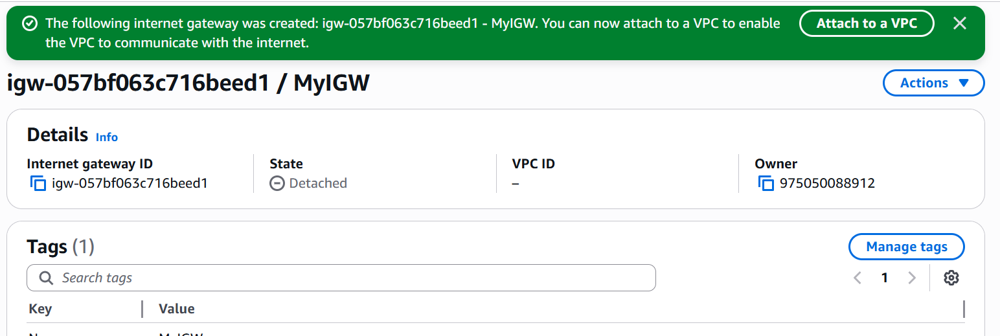 The following internet gateway was created: igw-057bf063c716beed1 - MyIGW. You can now attach to a VPC to enable
the VPC to communicate with the internet.
Attach to a VPC
igw-057bf063c716beed1 / MyIGW
Actions
Details Info
Internet gateway ID
igw-057bf063c716beed1
State
Detached
VPC ID
–
Owner
975050088912
Tags (1)
Manage tags
Search tags
1
Key
Value